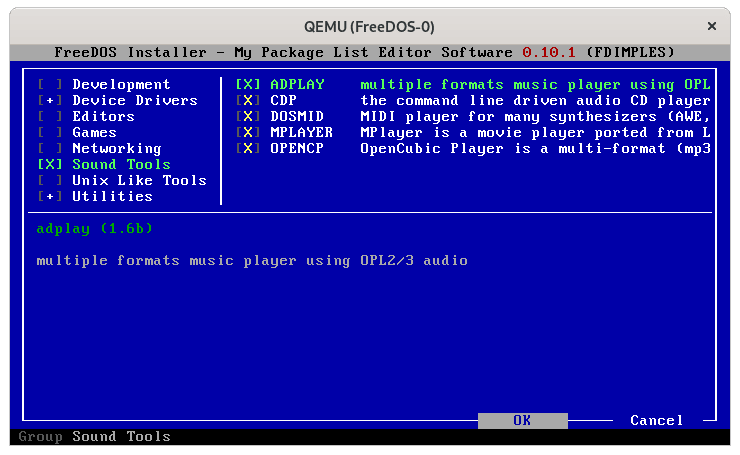 QEMU (FreeDOS-0)
×
FreeDOS Installer - My Package List Editor Software 0.10.1 (FDIMPLES)
[ ] Development
[+] Device Drivers
[ ] Editors
[ ] Games
[ ] Networking
[X] Sound Tools
[ ] Unix Like Tools
[+] Utilities
[X] ADPLAY multiple formats music player using OPL
[X] CDP the command line driven audio CD player
[X] DOSMID MIDI player for many synthesizers (AWE,
[X] MPLAYER MPlayer is a movie player ported from L
[X] OPENCP OpenCubic Player is a multi-format (mp3
adplay (1.6b)
multiple formats music player using OPL2/3 audio
OK Cancel
Group Sound Tools